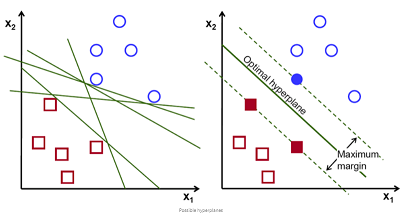 x2
x1
x2
Optimal hyperplane
Maximum
margin
x1
Possible hyperplanes